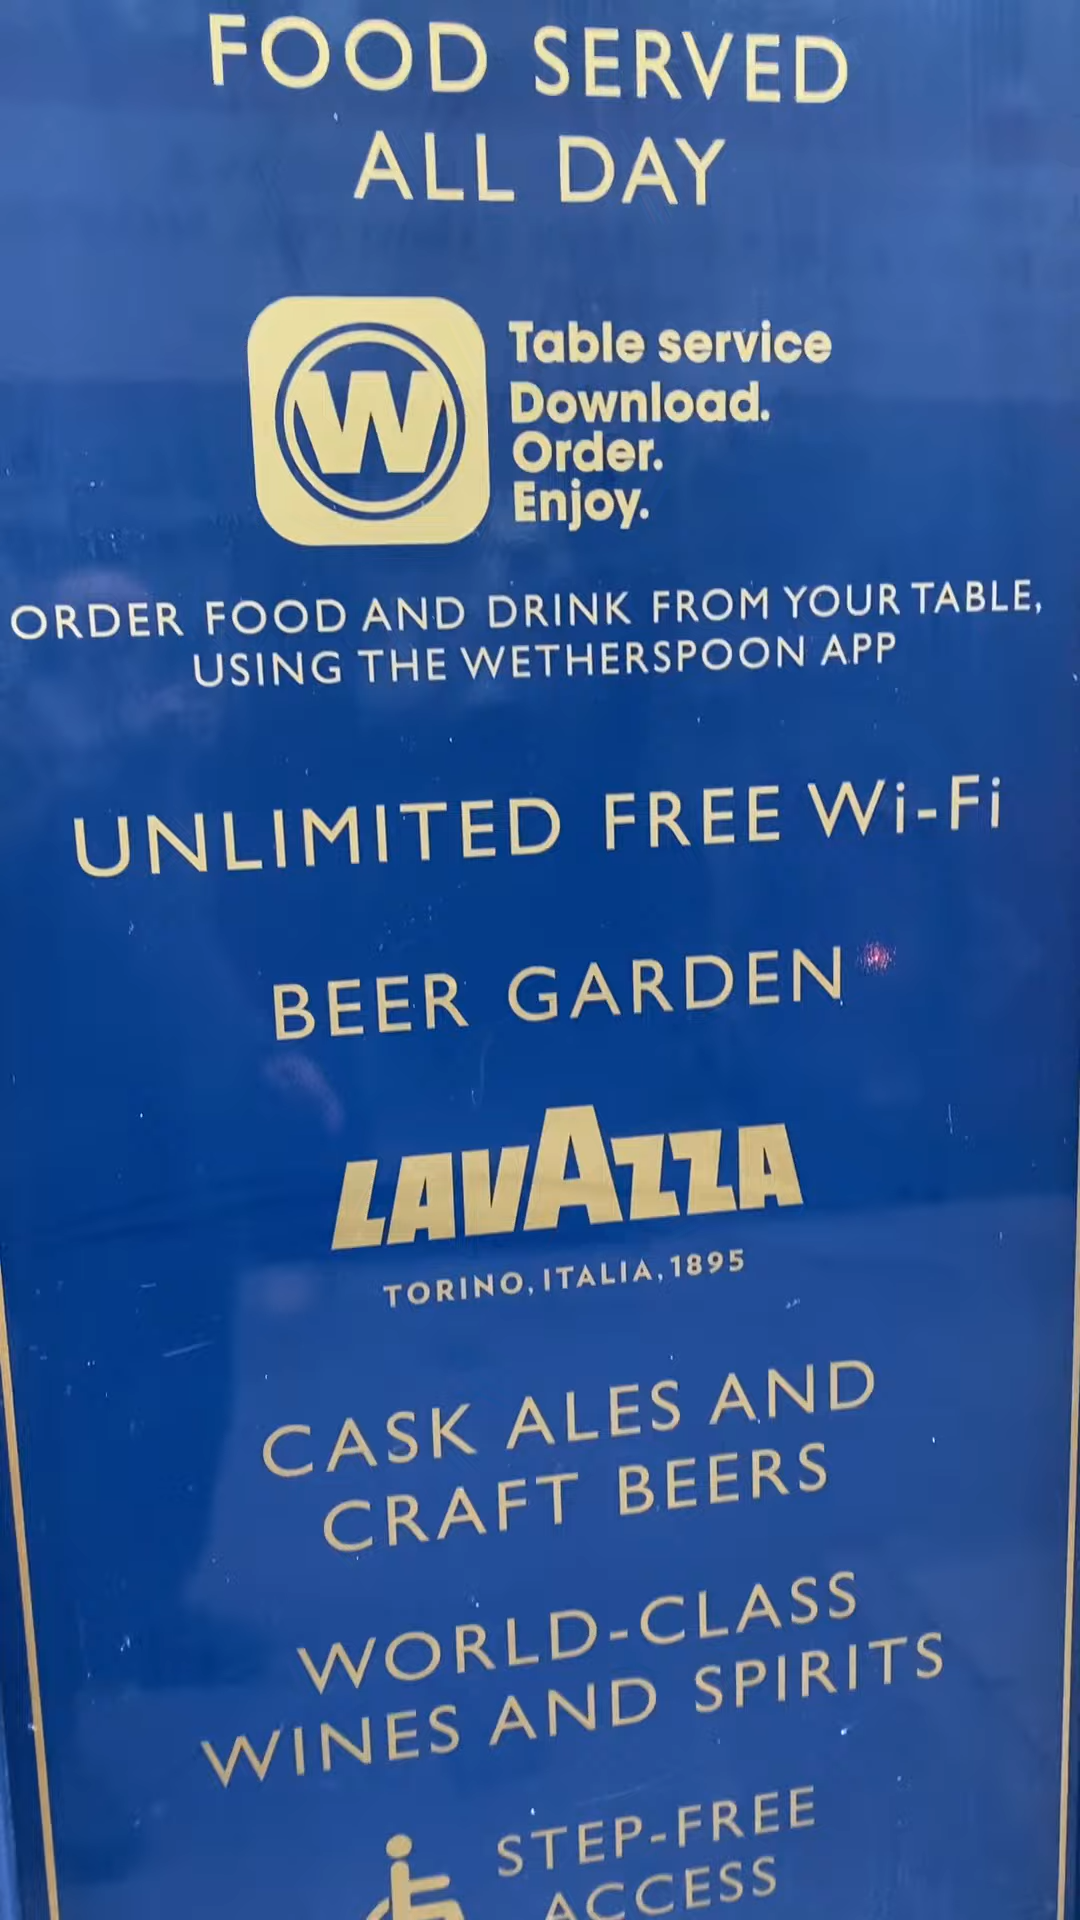 FOOD SERVED
ALL DAY
W
Table service
Download.
Order.
Enjoy.
ORDER FOOD AND DRINK FROM YOUR TABLE,
USING THE WETHERSPOON APP
UNLIMITED FREE Wi-Fi
BEER GARDEN
LAVAZZA
TORINO, ITALIA, 1895
CASK ALES AND
CRAFT BEERS
WORLD-CLASS
WINES AND SPIRITS
STEP-FREE
ACCESS